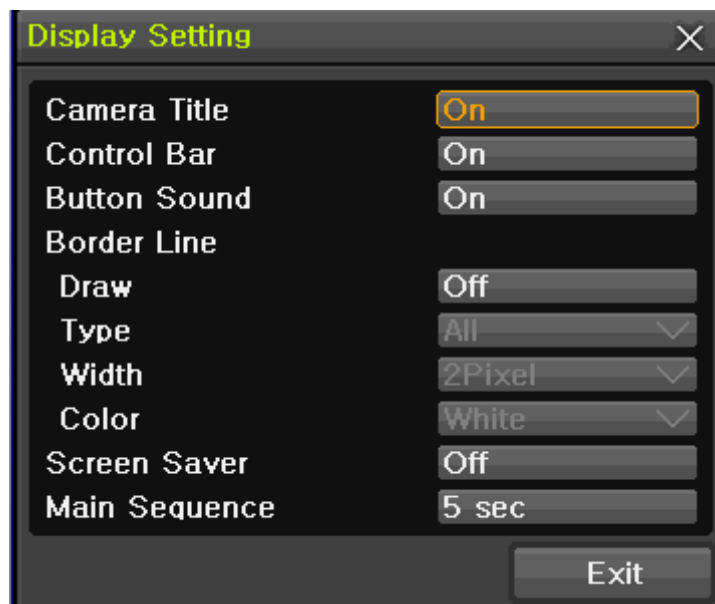 Display Setting
Camera Title On
Control Bar On
Button Sound On
Border Line
Draw Off
Type All
Width 2Pixel
Color White
Screen Saver Off
Main Sequence 5 sec
Exit